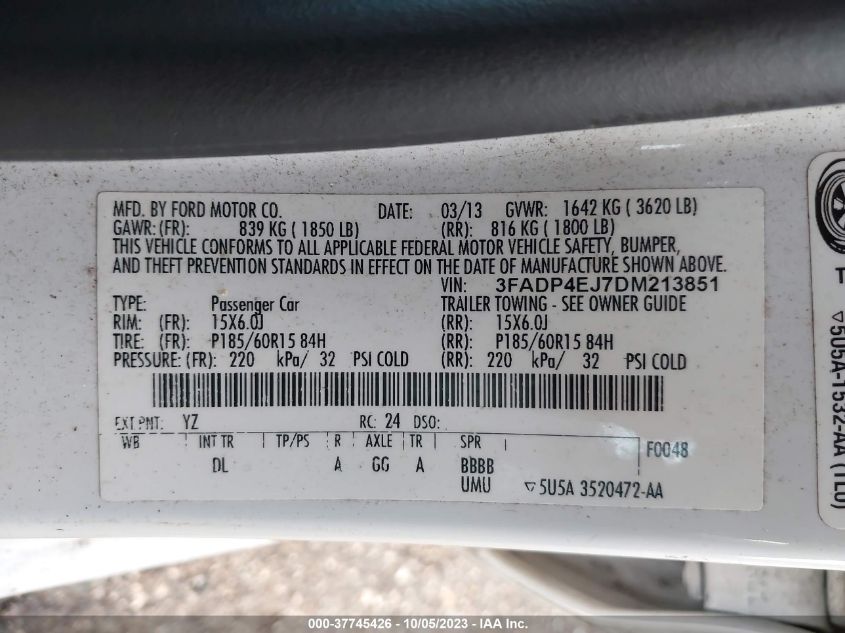 MFD. BY FORD MOTOR CO. DATE: 03/13 GVWR: 1642 KG ( 3620 LB)
GAWR: (FR): 839 KG ( 1850 LB) (RR): 816 KG ( 1800 LB)
THIS VEHICLE CONFORMS TO ALL APPLICABLE FEDERAL MOTOR VEHICLE SAFETY, BUMPER,
AND THEFT PREVENTION STANDARDS IN EFFECT ON THE DATE OF MANUFACTURE SHOWN ABOVE.
VIN: 3FADP4EJ7DM213851
TYPE: Passenger Car TRAILER TOWING - SEE OWNER GUIDE
RIM: (FR): 15X6.0J (RR): 15X6.0J
TIRE: (FR): P185/60R15 84H (RR): P185/60R15 84H
PRESSURE: (FR): 220 kPa/ 32 PSI COLD (RR): 220 kPa/ 32 PSI COLD
EXT PNT: YZ RC: 24 DSO:
WB INT TR TP/PS R AXLE TR SPR F0048
DL A GG A BBBB
UMU ▽5U5A 3520472-AA
T
▽5U5A-1532-AA (TL0)
000-37745426 - 10/05/2023 - IAA Inc.